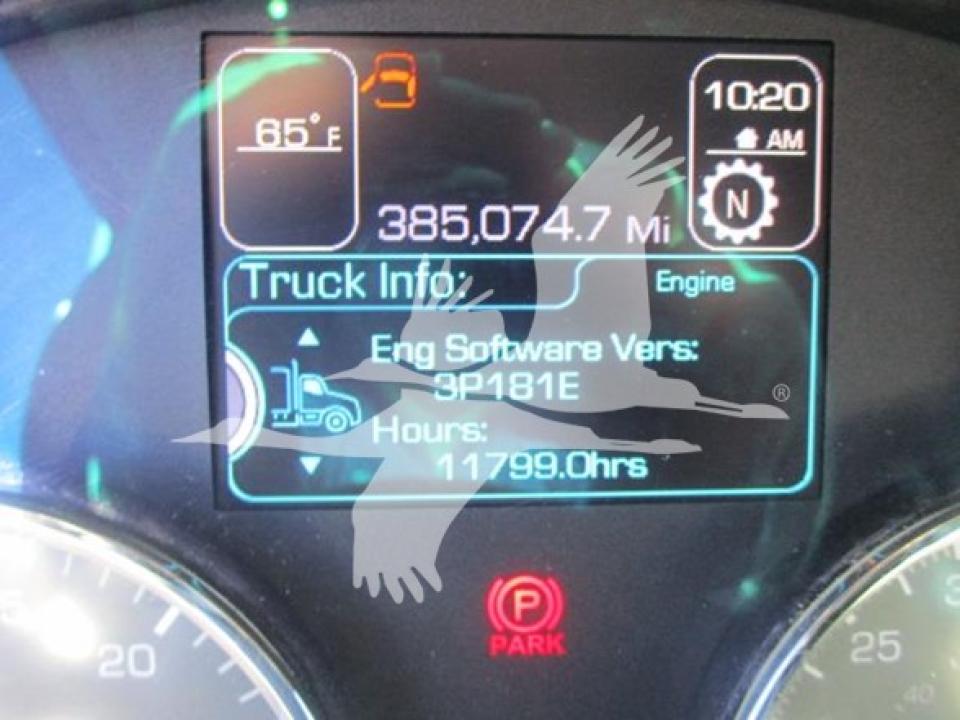 65°F
10:20
AM
N
385,074.7 Mi
Truck Info:
Engine
Eng Software Vers:
3P181E
Hours:
11799.0hrs
®
P
PARK
20
25
40